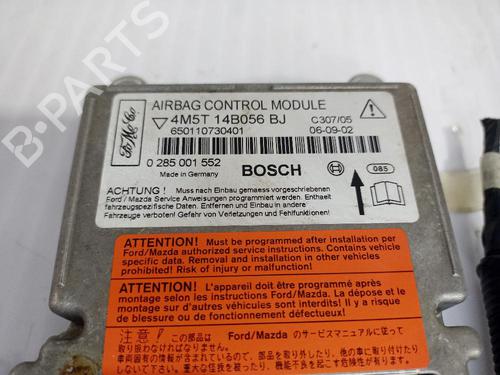 B-PARTS
AIRBAG CONTROL MODULE
4M5T 14B056 BJ C307/05
650110730401 06-09-02
0 285 001 552 BOSCH
Made in Germany
085
ACHTUNG ! Muss nach Einbau gemaess vorgeschriebenen
Ford / Mazda Service Anweisungen programmiert werden. Enthaelt
fahrzeugspezifische Daten. Entfernen und Einbau in andere
Fahrzeuge verboten! Gefahr von Verletzungen und Fehlfunktionen!
ATTENTION! Must be programmed after installation per
Ford/Mazda authorized service instructions. Contains vehicle
specific data. Removal and installation in other vehicles
prohibited! Risk of injury or malfunction!
ATTENTION! L'appareil doit être programmé après
montage selon les instructions Ford/Mazda. Le démontage et
montage sur d'autres véhicules sont interdits! Il y a risque
de blessure ou de fonctionnement défectueux!
注意! この部品は Ford/Mazda のサービスマニュアルに従って